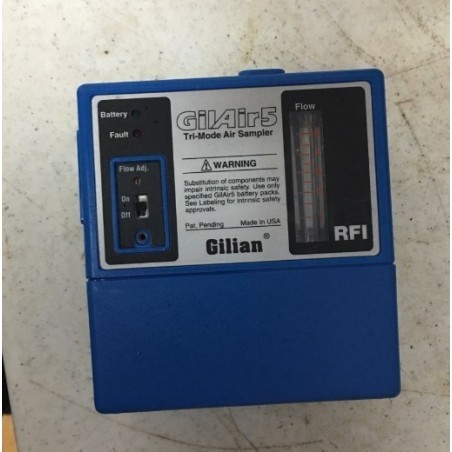 Battery
Fault
GilAir5
Tri-Mode Air Sampler
Flow
Flow Adj.
On
Off
⚠ WARNING
Substitution of components may
impair intrinsic safety. Use only
specified GilAir5 battery packs.
See Labeling for intrinsic safety
approvals.
Pat. Pending Made In USA
Gilian ®
RFI